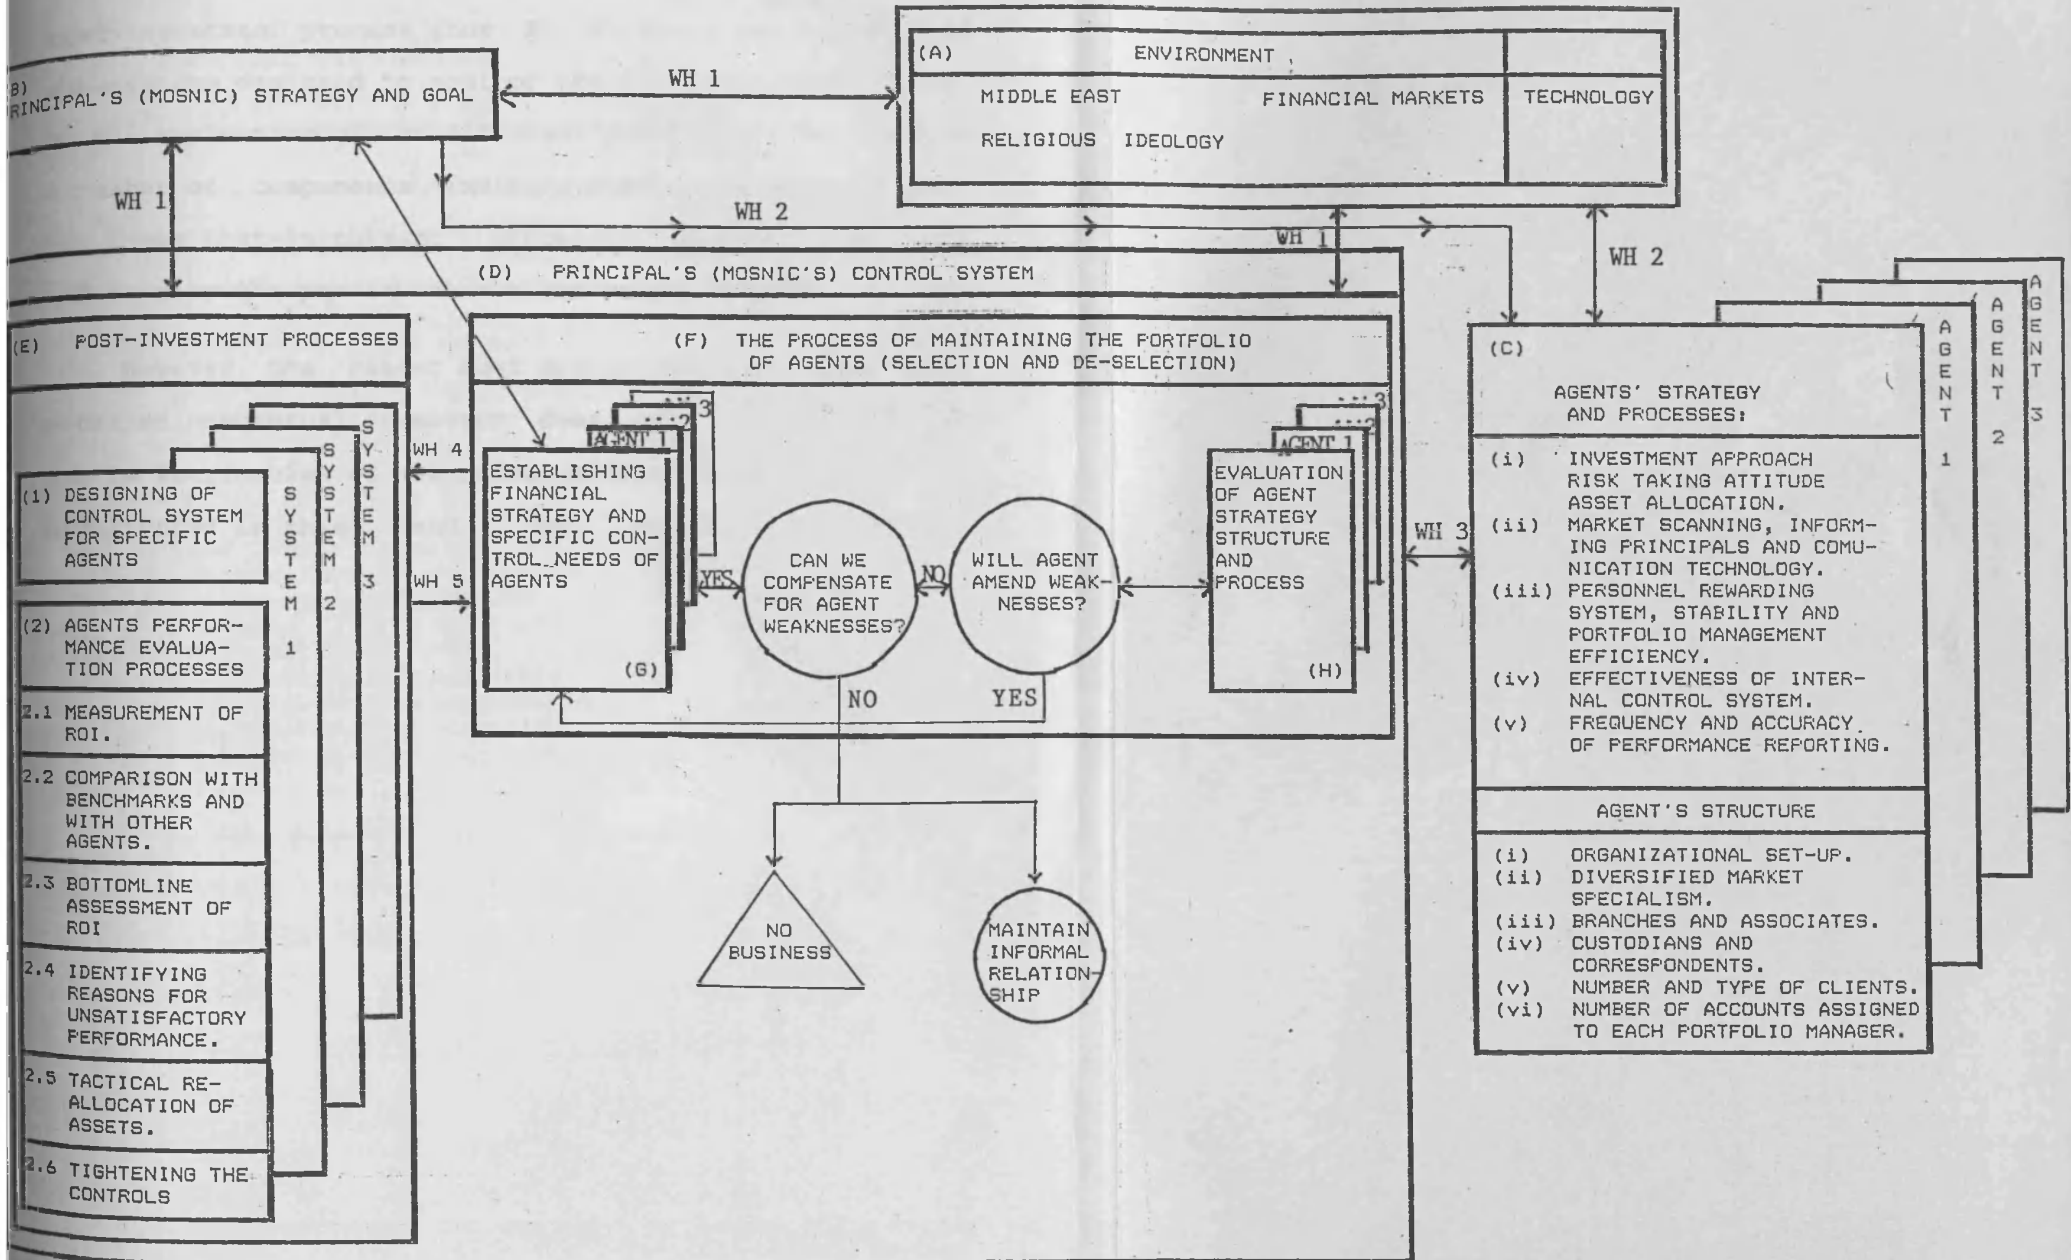 (A) ENVIRONMENT
MIDDLE EAST FINANCIAL MARKETS TECHNOLOGY
RELIGIOUS IDEOLOGY
B)
RINCIPAL'S (MOSNIC) STRATEGY AND GOAL
WH 1
WH 1
WH 2
WH 1
WH 2
(D) PRINCIPAL'S (MOSNIC'S) CONTROL SYSTEM
(E) POST-INVESTMENT PROCESSES
SYSTEM 1
SYSTEM 2
SYSTEM 3
(1) DESIGNING OF
CONTROL SYSTEM
FOR SPECIFIC
AGENTS
(2) AGENTS PERFOR-
MANCE EVALUA-
TION PROCESSES
2.1 MEASUREMENT OF
ROI.
2.2 COMPARISON WITH
BENCHMARKS AND
WITH OTHER
AGENTS.
2.3 BOTTOMLINE
ASSESSMENT OF
ROI
2.4 IDENTIFYING
REASONS FOR
UNSATISFACTORY
PERFORMANCE.
2.5 TACTICAL RE-
ALLOCATION OF
ASSETS.
2.6 TIGHTENING THE
CONTROLS
WH 4
WH 5
(F) THE PROCESS OF MAINTAINING THE PORTFOLIO
OF AGENTS (SELECTION AND DE-SELECTION)
...3
...2
AGENT 1
ESTABLISHING
FINANCIAL
STRATEGY AND
SPECIFIC CON-
TROL NEEDS OF
AGENTS
(G)
YES
CAN WE
COMPENSATE
FOR AGENT
WEAKNESSES?
NO
WILL AGENT
AMEND WEAK-
NESSES?
...3
...2
AGENT 1
EVALUATION
OF AGENT
STRATEGY
STRUCTURE
AND
PROCESS
(H)
NO YES
NO
BUSINESS
MAINTAIN
INFORMAL
RELATION-
SHIP
WH 3
AGENT 1
AGENT 2
AGENT 3
(C)
AGENTS' STRATEGY
AND PROCESSES:
(i) INVESTMENT APPROACH
RISK TAKING ATTITUDE
ASSET ALLOCATION.
(ii) MARKET SCANNING, INFORM-
ING PRINCIPALS AND COMU-
NICATION TECHNOLOGY.
(iii) PERSONNEL REWARDING
SYSTEM, STABILITY AND
PORTFOLIO MANAGEMENT
EFFICIENCY.
(iv) EFFECTIVENESS OF INTER-
NAL CONTROL SYSTEM.
(v) FREQUENCY AND ACCURACY
OF PERFORMANCE REPORTING.
AGENT'S STRUCTURE
(i) ORGANIZATIONAL SET-UP.
(ii) DIVERSIFIED MARKET
SPECIALISM.
(iii) BRANCHES AND ASSOCIATES.
(iv) CUSTODIANS AND
CORRESPONDENTS.
(v) NUMBER AND TYPE OF CLIENTS.
(vi) NUMBER OF ACCOUNTS ASSIGNED
TO EACH PORTFOLIO MANAGER.